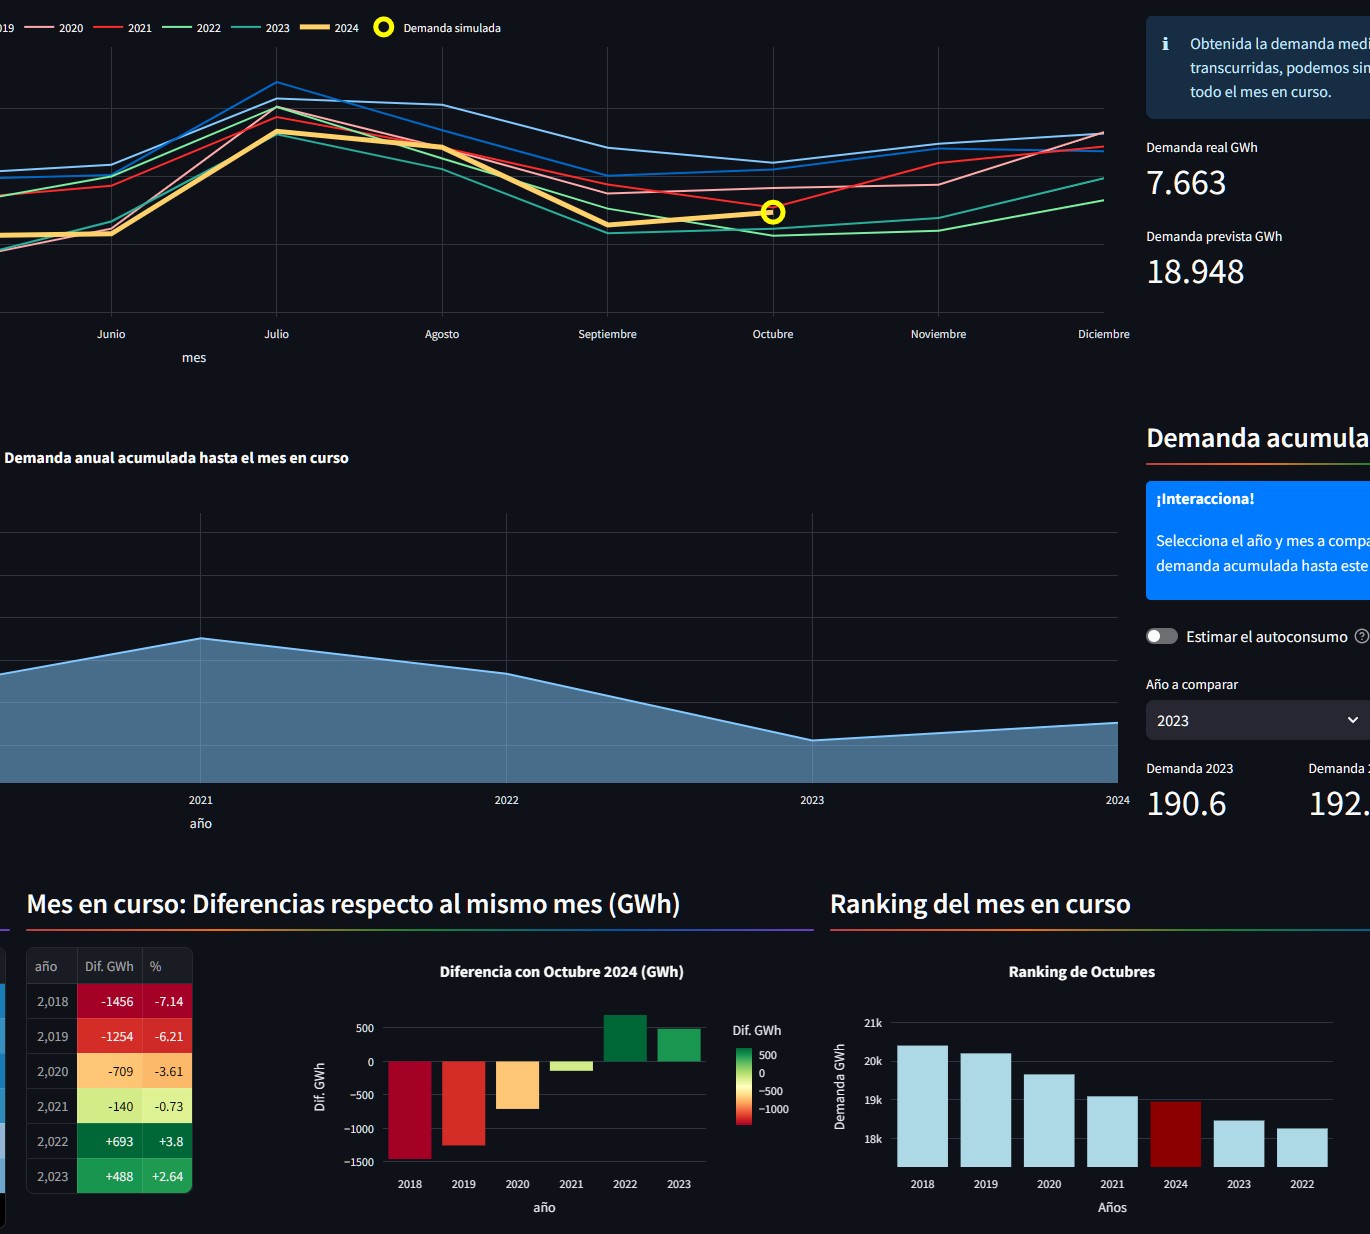 2020
2021
2022
2023
2024
Demanda simulada
Junio
Julio
Agosto
Septiembre
Octubre
Noviembre
Diciembre
mes
Obtenida la demanda
transcurridas, podemos
todo el mes en curso.
Demanda real GWh
7.663
Demanda prevista GWh
18.948
Demanda anual acumulada hasta el mes en curso
2021
2022
2023
2024
año
Demanda
¡Interacciona!
Selecciona el año y mes a
demanda acumulada hasta este
Estimar el autoconsumo ?
Año a comparar
2023
Demanda 2023
190.6
Demanda
192.
Mes en curso: Diferencias respecto al mismo mes (GWh)
año Dif. GWh %
2,018 -1456 -7.14
2,019 -1254 -6.21
2,020 -709 -3.61
2,021 -140 -0.73
2,022 +693 +3.8
2,023 +488 +2.64
Diferencia con Octubre 2024 (GWh)
Dif. GWh
500
0
−500
−1000
−1500
2018
2019
2020
2021
2022
2023
año
Dif. GWh
500
0
−500
−1000
Ranking del mes en curso
Ranking de Octubres
Demanda GWh
21k
20k
19k
18k
2018
2019
2020
2021
2024
2023
2022
Años